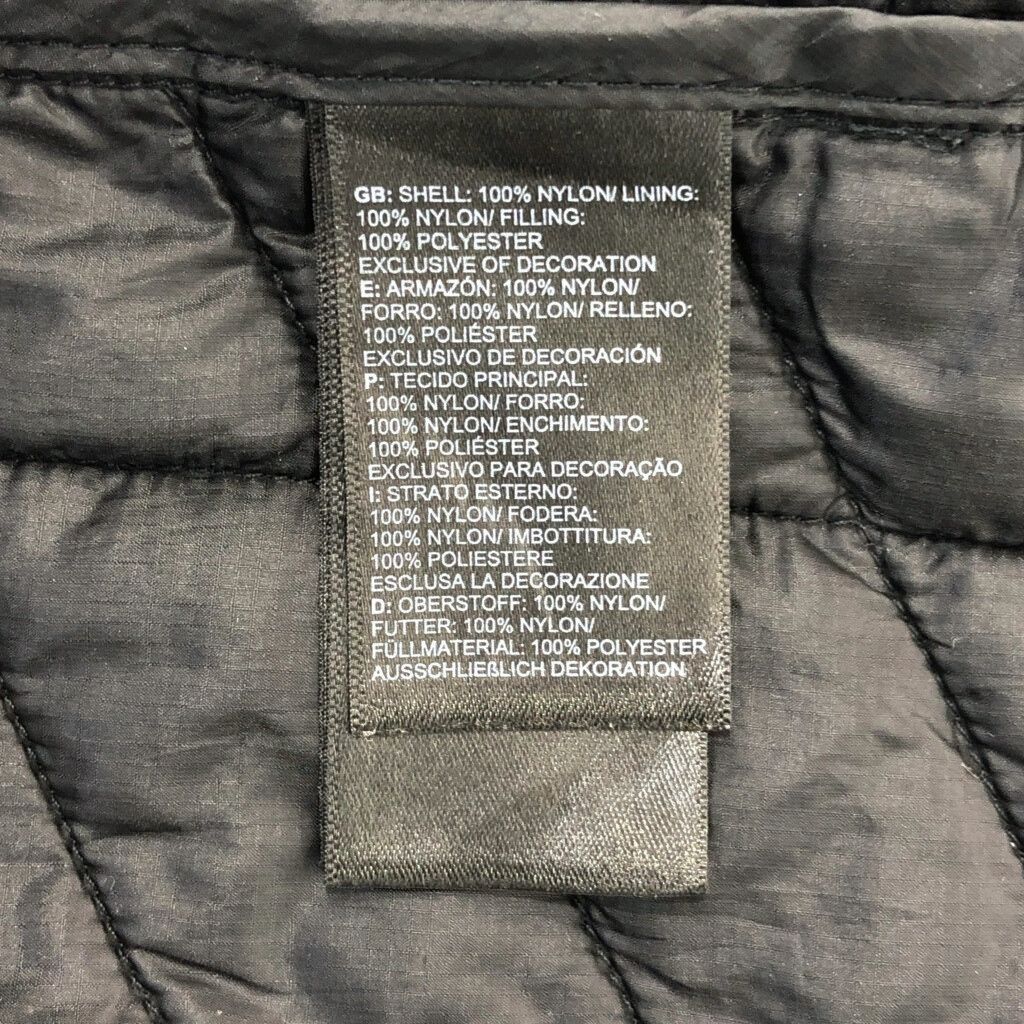 GB: SHELL: 100% NYLON/ LINING:
100% NYLON/ FILLING:
100% POLYESTER
EXCLUSIVE OF DECORATION
E: ARMAZÓN: 100% NYLON/
FORRO: 100% NYLON/ RELLENO:
100% POLIÉSTER
EXCLUSIVO DE DECORACIÓN
P: TECIDO PRINCIPAL:
100% NYLON/ FORRO:
100% NYLON/ ENCHIMENTO:
100% POLIÉSTER
EXCLUSIVO PARA DECORAÇÃO
I: STRATO ESTERNO:
100% NYLON/ FODERA:
100% NYLON/ IMBOTTITURA:
100% POLIESTERE
ESCLUSA LA DECORAZIONE
D: OBERSTOFF: 100% NYLON/
FUTTER: 100% NYLON/
FÜLLMATERIAL: 100% POLYESTER
AUSSCHLIEßLICH DEKORATION